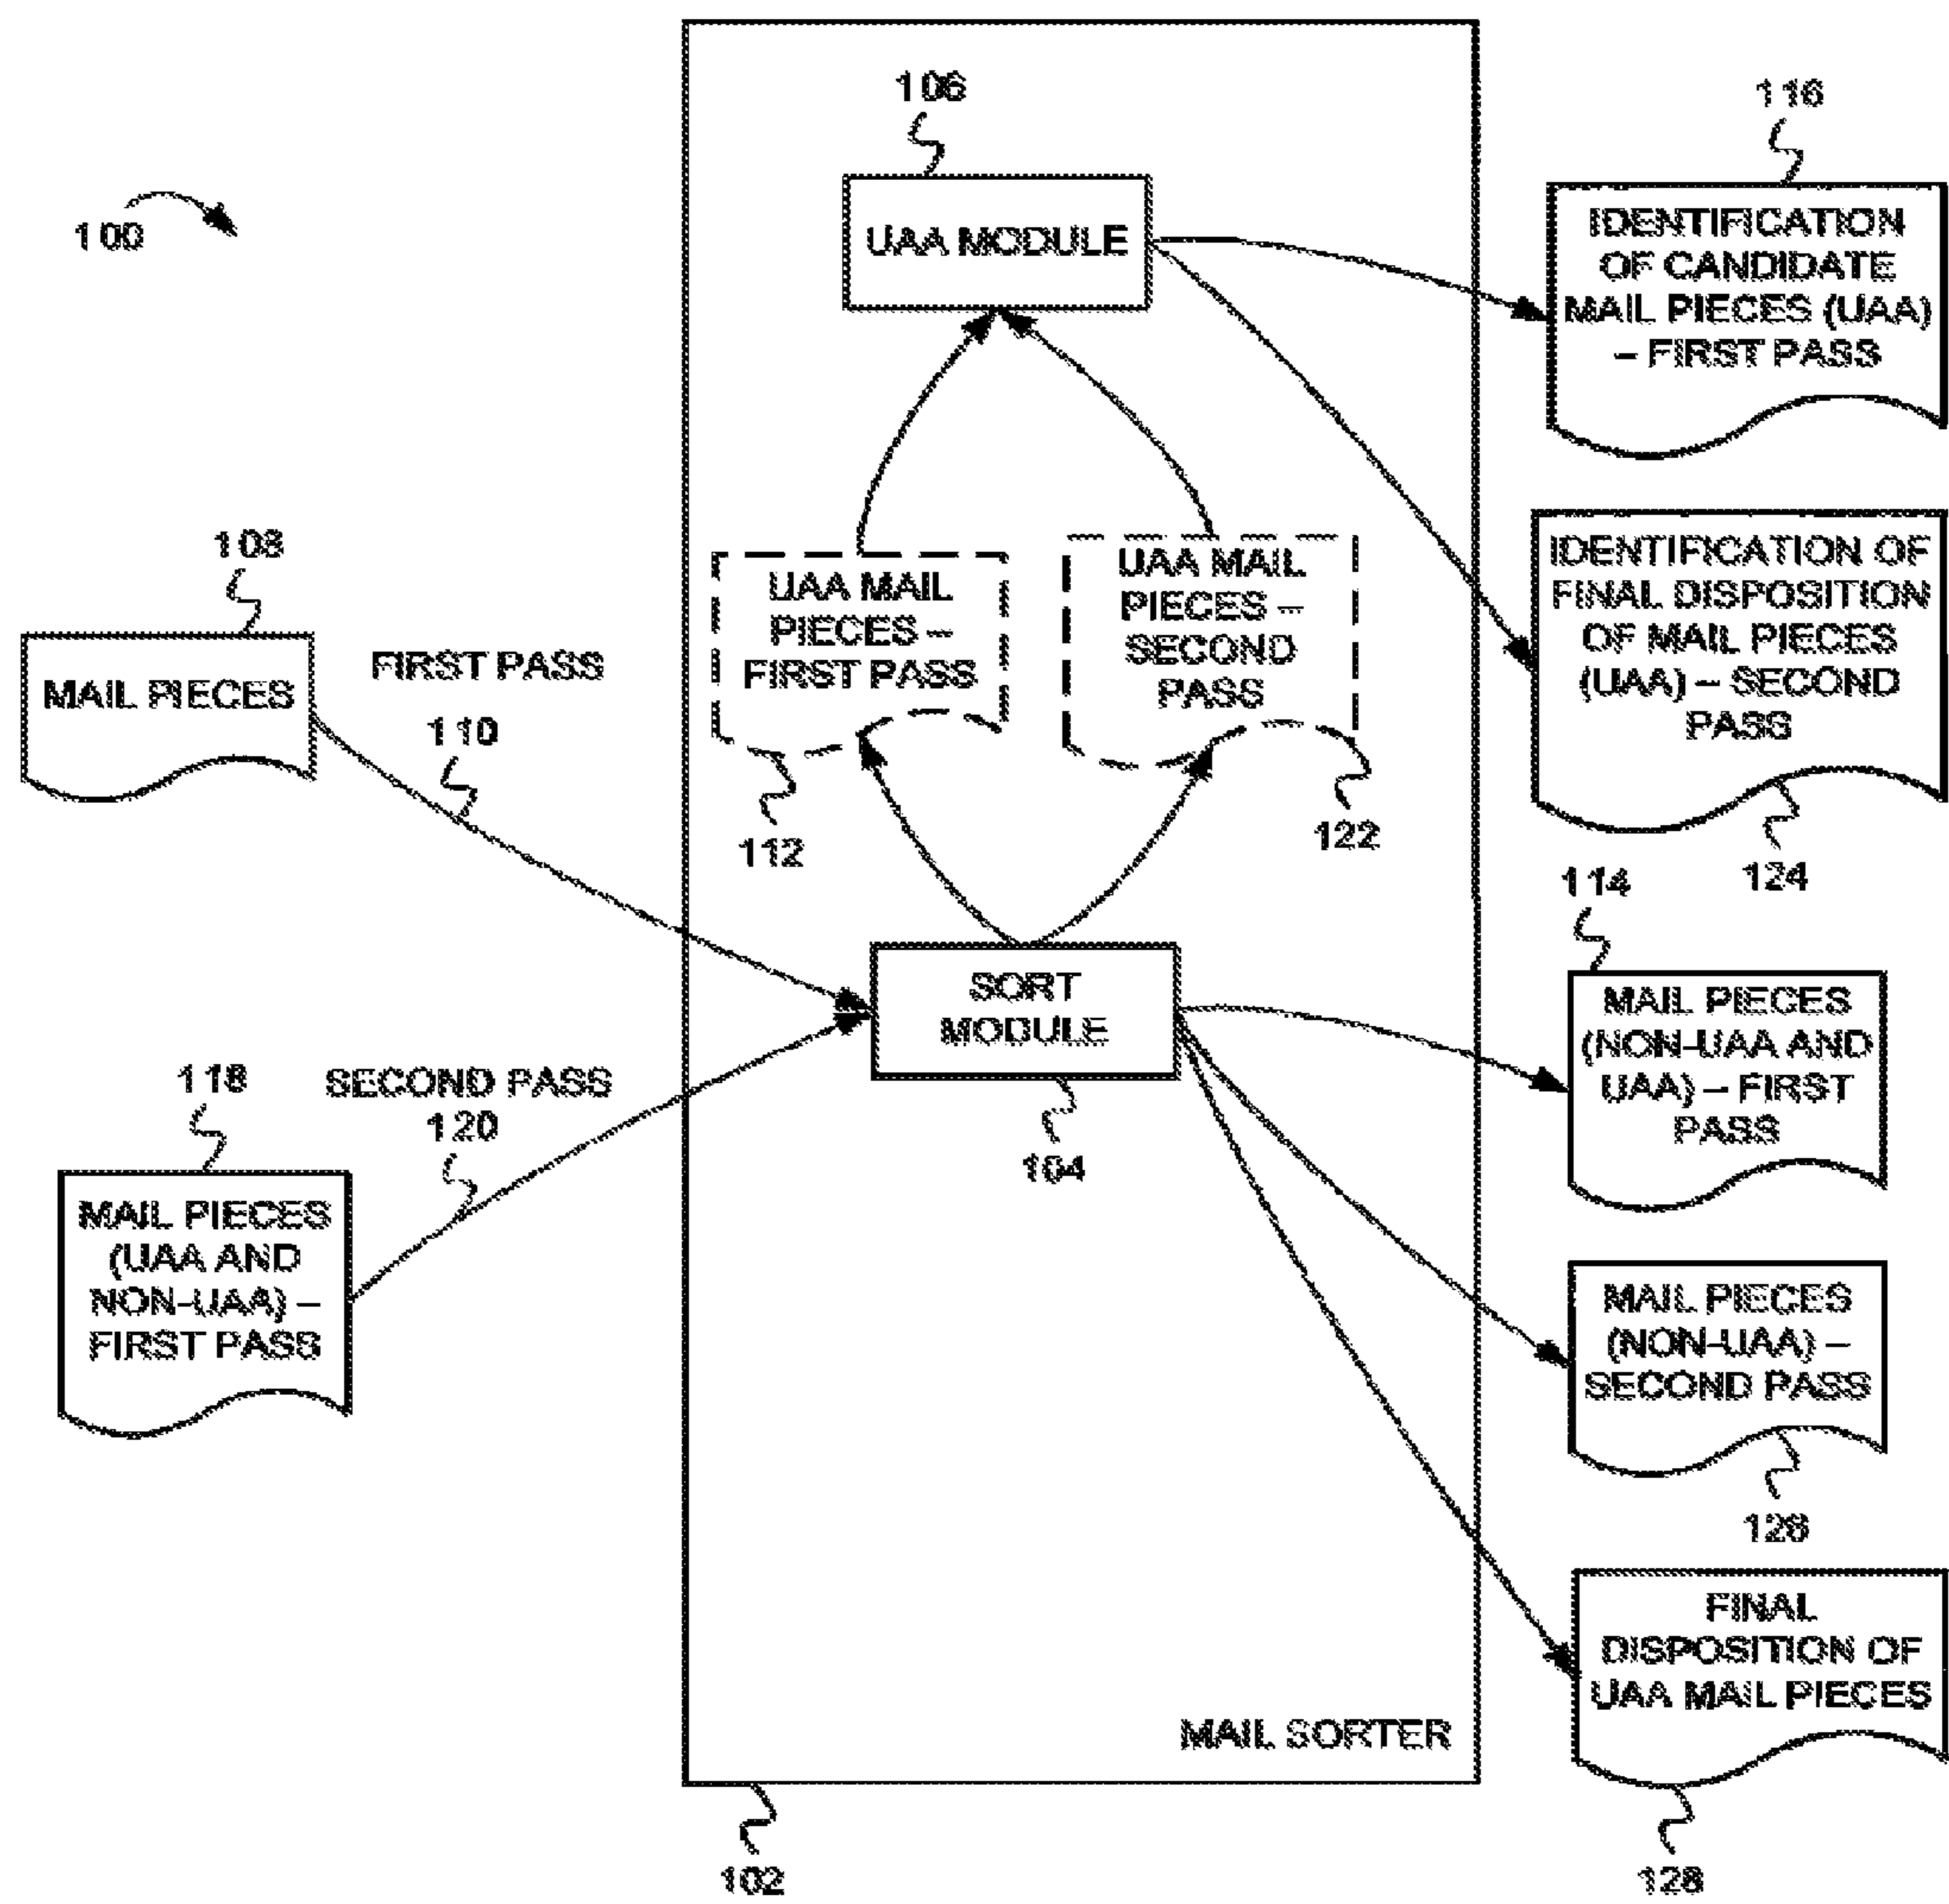 106
116
100
UAA MODULE
IDENTIFICATION
OF CANDIDATE
MAIL PIECES (UAA)
– FIRST PASS
108
MAIL PIECES
FIRST PASS
110
UAA MAIL
PIECES –
FIRST PASS
112
UAA MAIL
PIECES –
SECOND
PASS
122
IDENTIFICATION OF
FINAL DISPOSITION
OF MAIL PIECES
(UAA) – SECOND
PASS
124
114
SORT
MODULE
104
MAIL PIECES
(NON-UAA AND
UAA) – FIRST
PASS
118
SECOND PASS
120
MAIL PIECES
(UAA AND
NON-UAA) –
FIRST PASS
MAIL PIECES
(NON-UAA) –
SECOND PASS
126
FINAL
DISPOSITION OF
UAA MAIL PIECES
128
MAIL SORTER
102